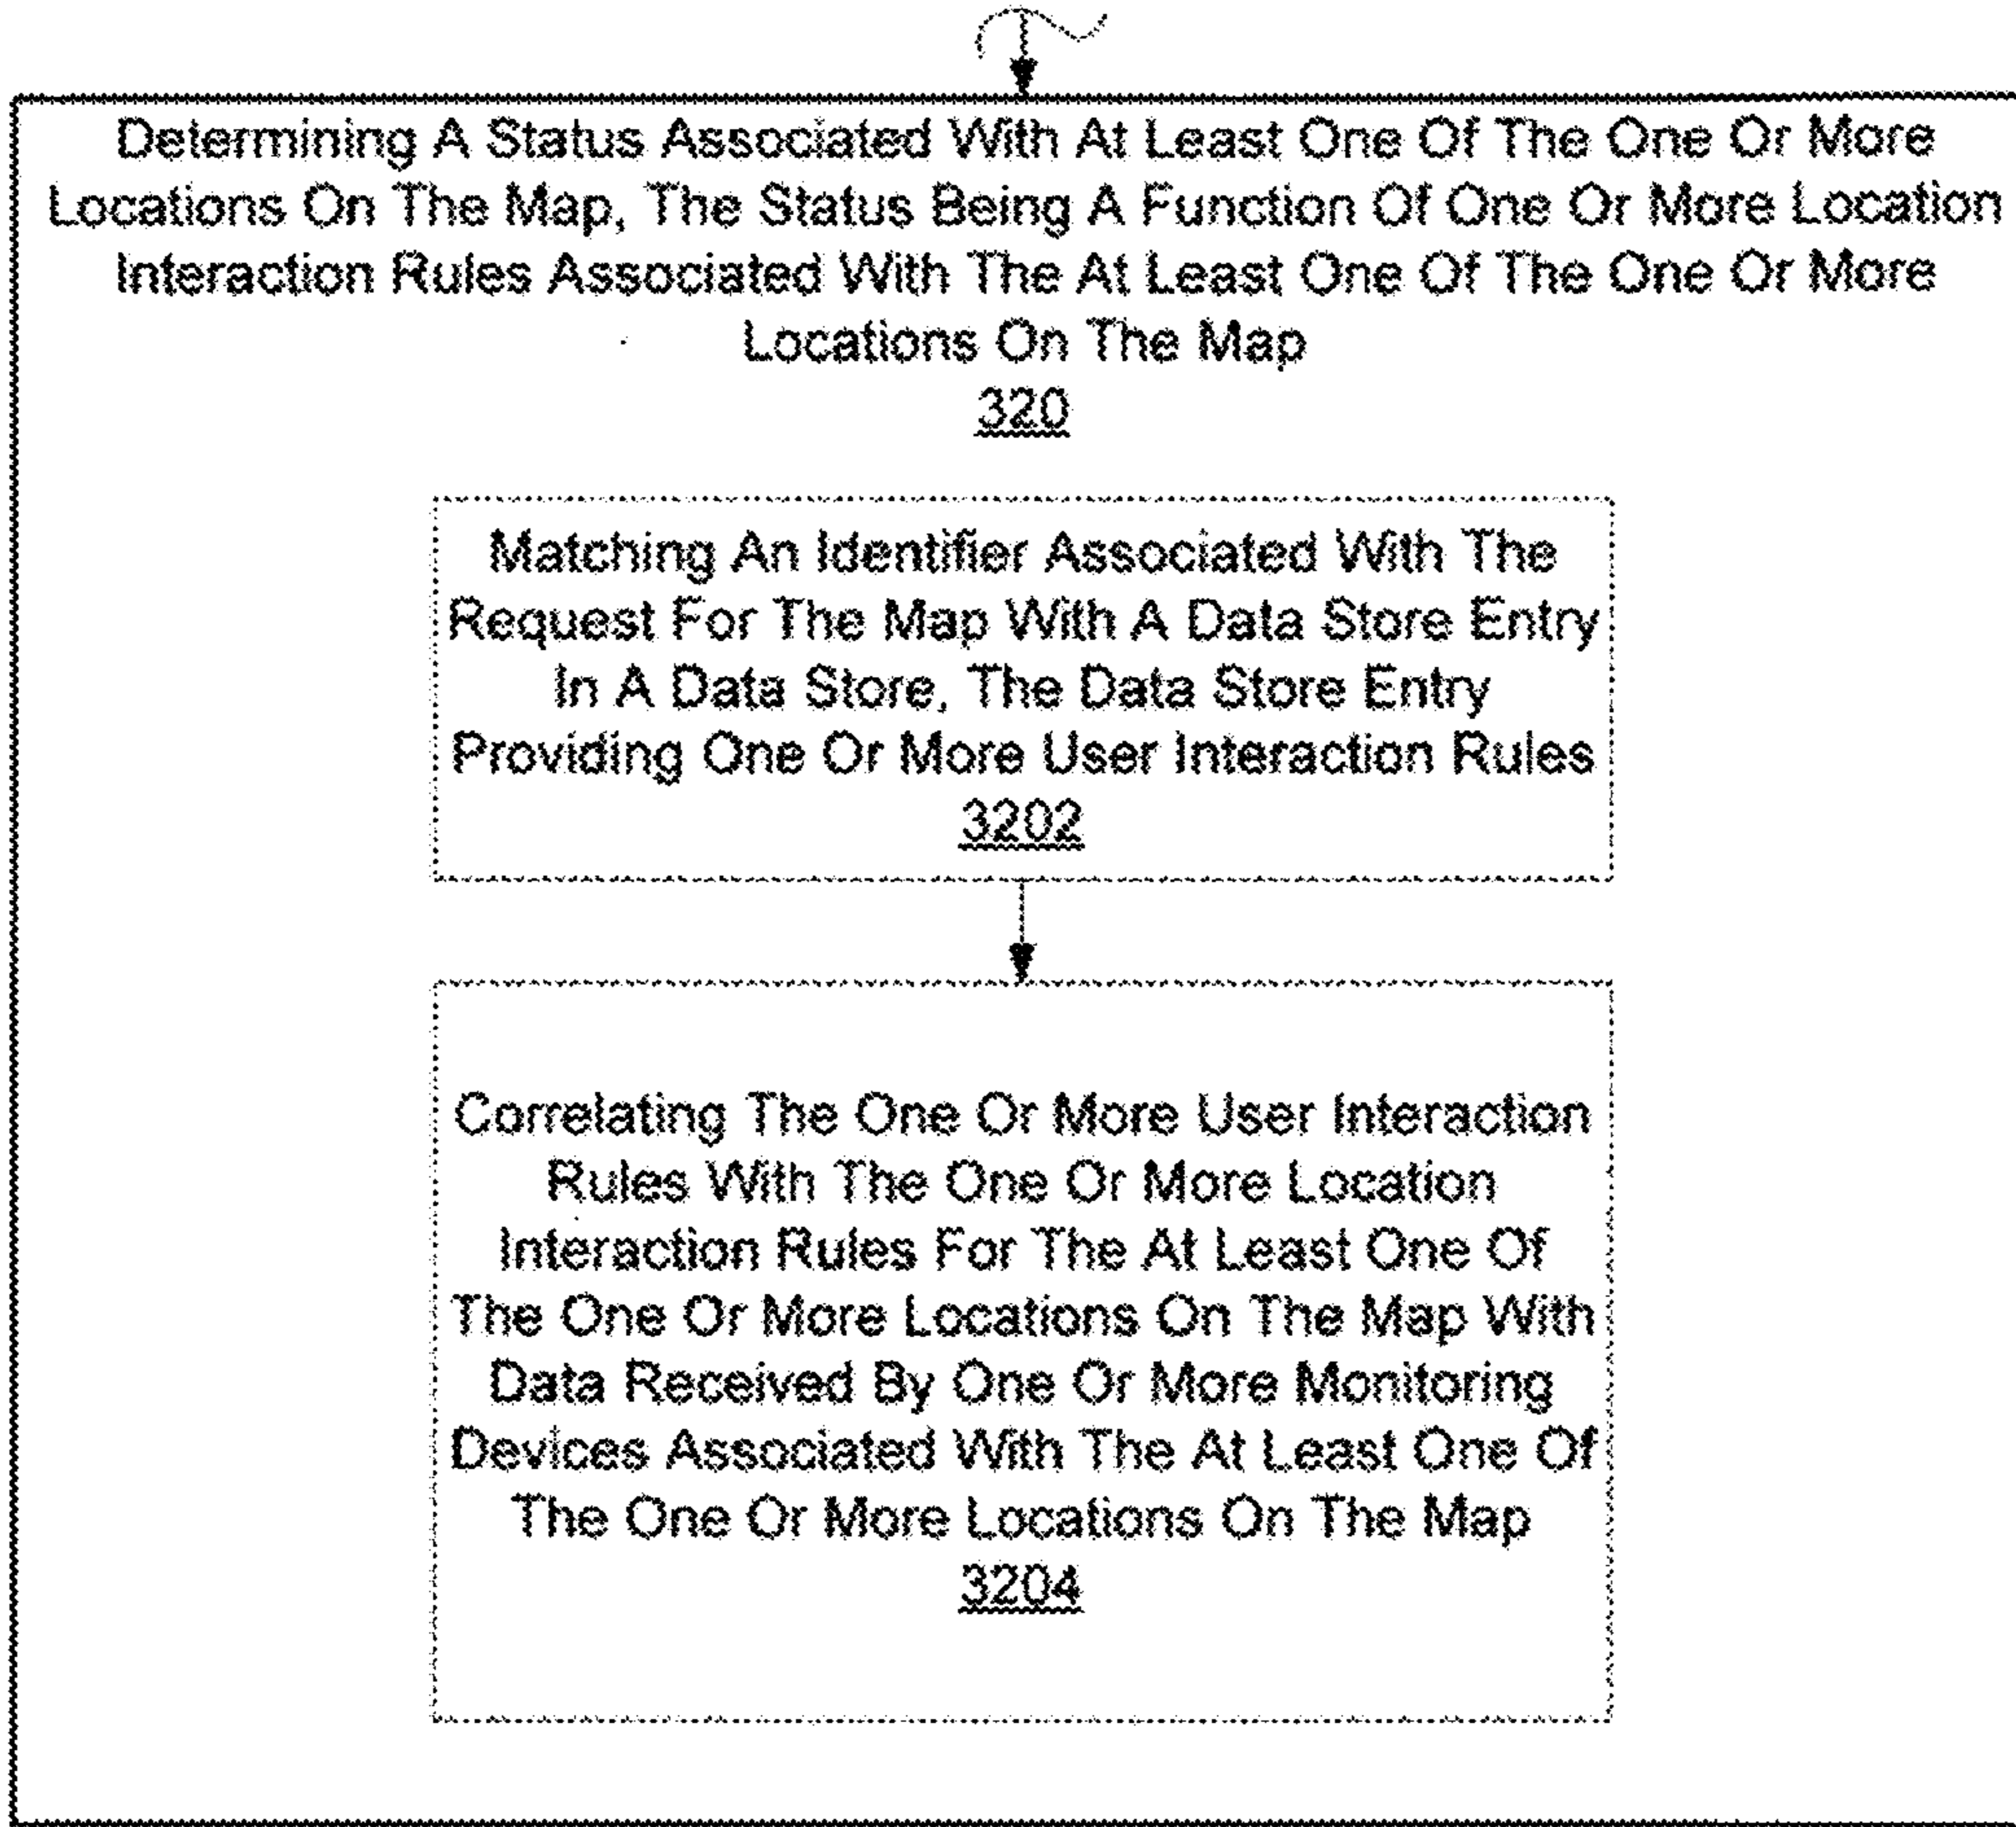 Determining A Status Associated With At Least One Of The One Or More
Locations On The Map, The Status Being A Function Of One Or More Location
Interaction Rules Associated With The At Least One Of The One Or More
Locations On The Map
320
Matching An Identifier Associated With The
Request For The Map With A Data Store Entry
In A Data Store, The Data Store Entry
Providing One Or More User Interaction Rules
3202
Correlating The One Or More User Interaction
Rules With The One Or More Location
Interaction Rules For The At Least One Of
The One Or More Locations On The Map With
Data Received By One Or More Monitoring
Devices Associated With The At Least One Of
The One Or More Locations On The Map
3204